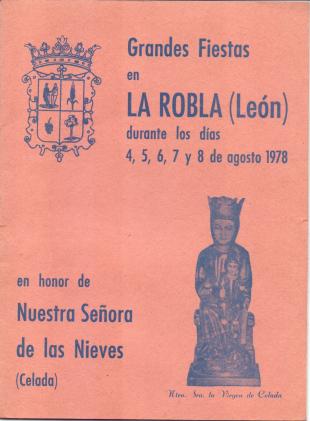 Grandes Fiestas
en
LA ROBLA (León)
durante los días
4, 5, 6, 7 y 8 de agosto 1978
en honor de
Nuestra Señora
de las Nieves
(Celada)
Ntra. Sra. la Virgen de Celada